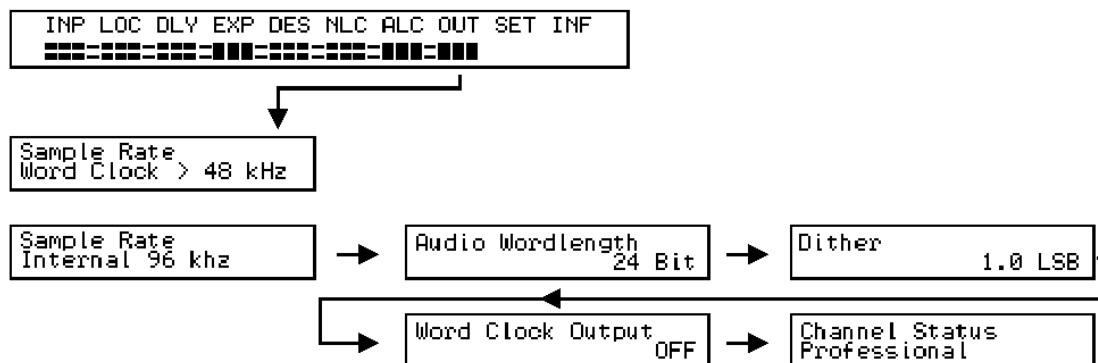 INP LOC DLY EXP DES NLC ALC OUT SET INF
Sample Rate
Word Clock > 48 kHz
Sample Rate
Internal 96 khz
Audio Wordlength
24 Bit
Dither
1.0 LSB
Word Clock Output
OFF
Channel Status
Professional